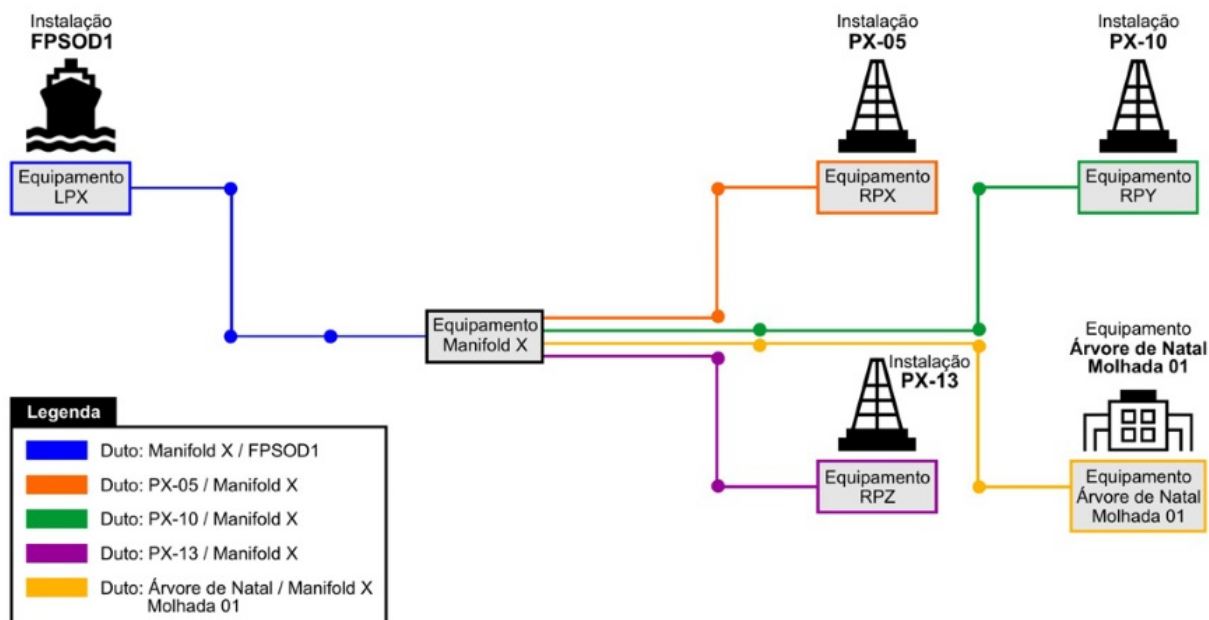 Instalação
FPSOD1
Instalação
PX-05
Instalação
PX-10
Equipamento
LPX
Equipamento
RPX
Equipamento
RPY
Equipamento
Manifold X
Instalação
PX-13
Equipamento
Árvore de Natal
Molhada 01
Equipamento
RPZ
Equipamento
Árvore de Natal
Molhada 01
Legenda
Duto: Manifold X / FPSOD1
Duto: PX-05 / Manifold X
Duto: PX-10 / Manifold X
Duto: PX-13 / Manifold X
Duto: Árvore de Natal / Manifold X
Molhada 01